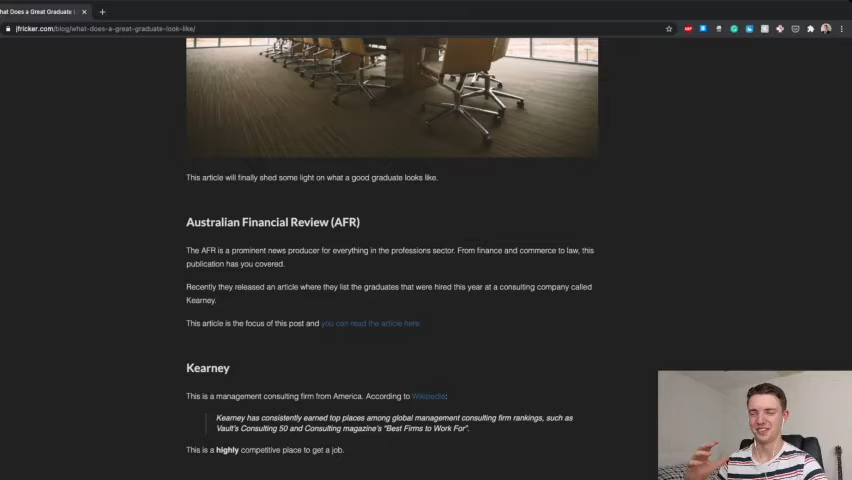 hat Does a Great Graduate
jfricker.com/blog/what-does-a-great-graduate-look-like/
This article will finally shed some light on what a good graduate looks like.
Australian Financial Review (AFR)
The AFR is a prominent news producer for everything in the professions sector. From finance and commerce to law, this
publication has you covered.
Recently they released an article where they list the graduates that were hired this year at a consulting company called
Kearney.
This article is the focus of this post and you can read the article here.
Kearney
This is a management consulting firm from America. According to Wikipedia:
Kearney has consistently earned top places among global management consulting firm rankings, such as
Vault's Consulting 50 and Consulting magazine's "Best Firms to Work For".
This is a highly competitive place to get a job.